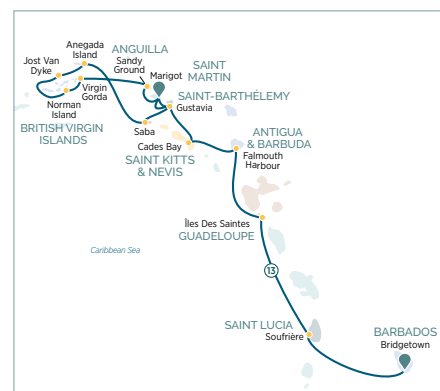 Anegada
Island
ANGUILLA
Jost Van
Dyke
Sandy
Ground
SAINT
MARTIN
Marigot
Virgin
Gorda
SAINT-BARTHÉLEMY
Norman
Island
Gustavia
BRITISH VIRGIN
ISLANDS
Saba
Cades Bay
ANTIGUA
& BARBUDA
SAINT KITTS
& NEVIS
Falmouth
Harbour
Îles Des Saintes
GUADELOUPE
Caribbean Sea
13
SAINT LUCIA
Soufrière
BARBADOS
Bridgetown